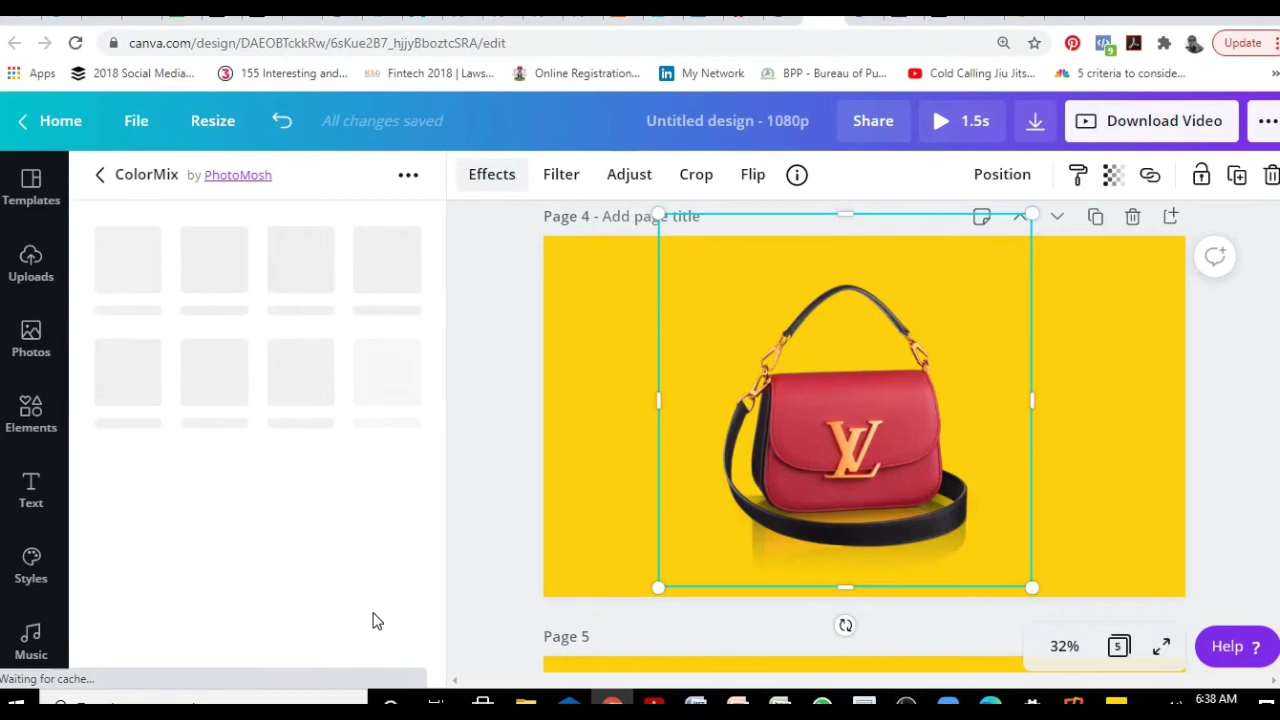 canva.com/design/DAEOBTckkRw/6sKue2B7_hjjyBboztcSRA/edit
9
Update
Apps
2018 Social Media...
155 Interesting and...
Fintech 2018 | Laws...
Online Registration...
My Network
BPP - Bureau of Pu...
Cold Calling Jiu Jits...
5 criteria to conside...
»
Home
File
Resize
All changes saved
Untitled design - 1080p
Share
1.5s
Download Video
Templates
Uploads
Photos
Elements
Text
Styles
Music
ColorMix by PhotoMosh
Effects
Filter
Adjust
Crop
Flip
Position
Page 4 - Add page title
LV
Page 5
32%
5
Help ?
Waiting for cache...
6:38 AM